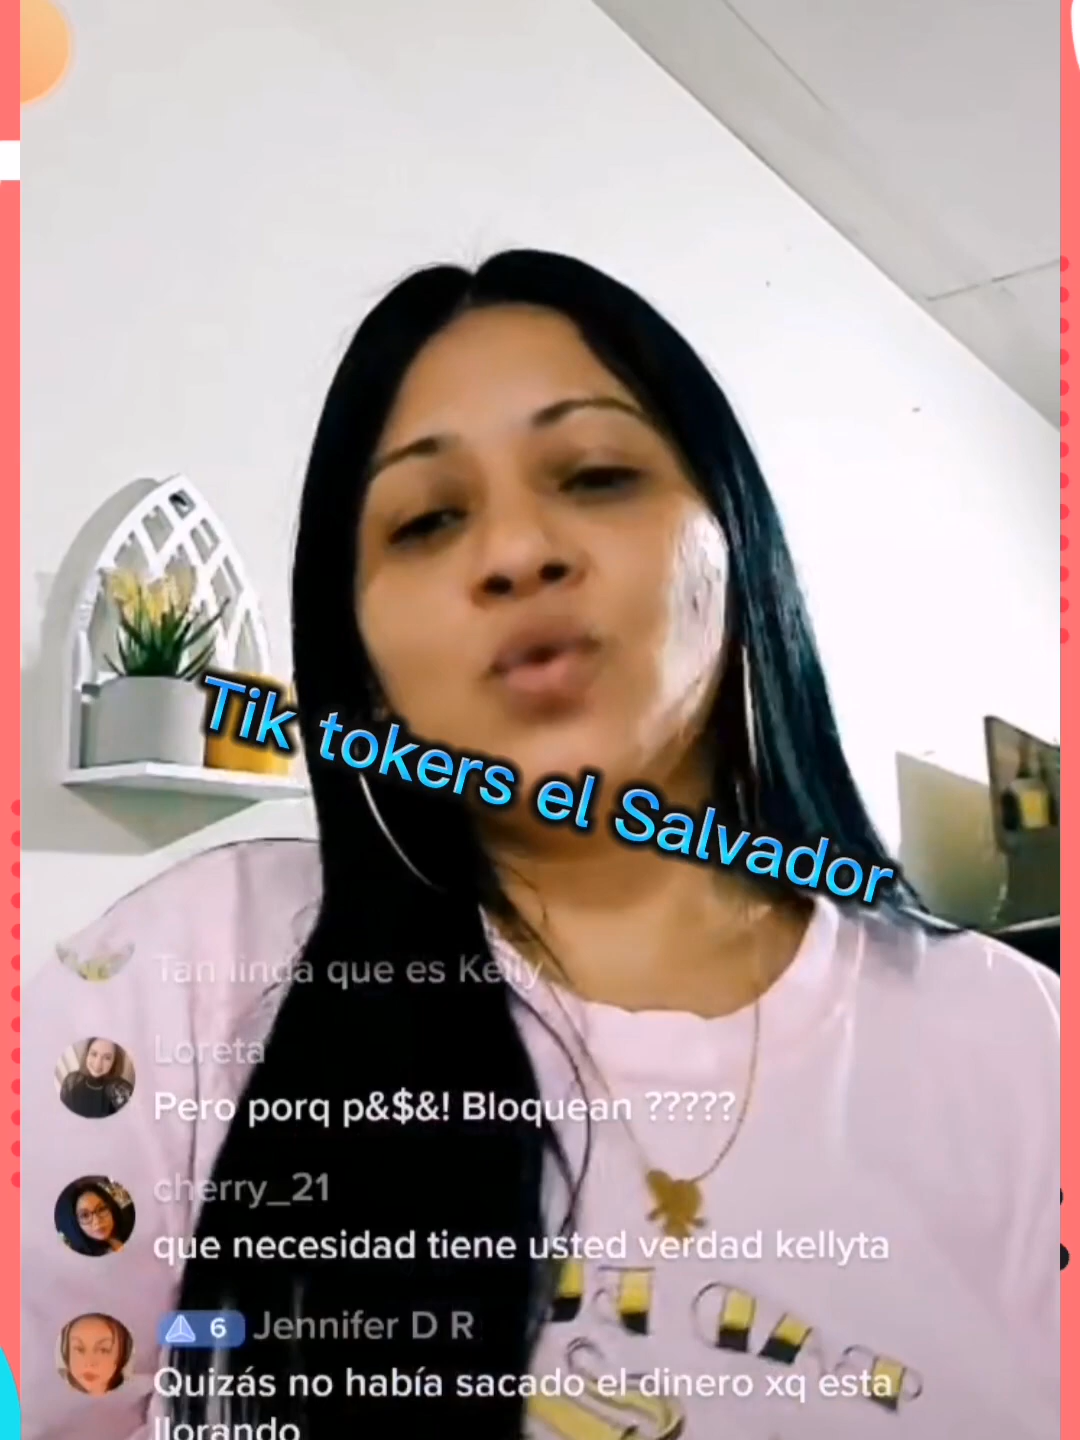 Tik tokers el Salvador
Tan linda que es Kelly
Loreta
Pero porq p&$&! Bloquean ?????
cherry_21
que necesidad tiene usted verdad kellyta
6 Jennifer D R
Quizás no había sacado el dinero xq esta
llorando